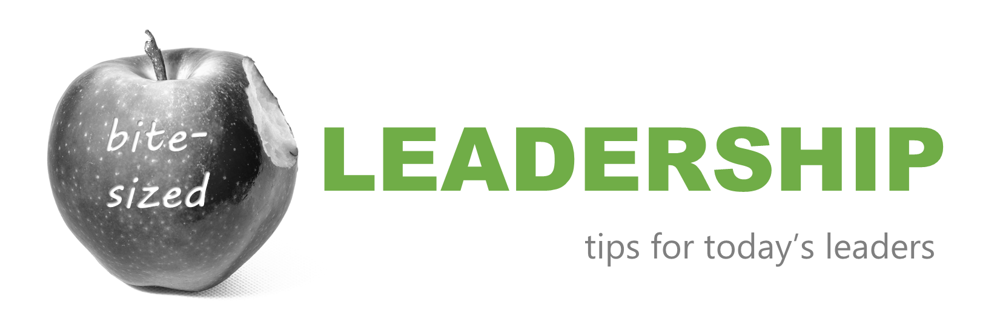 bite-
sized
LEADERSHIP
tips for today's leaders